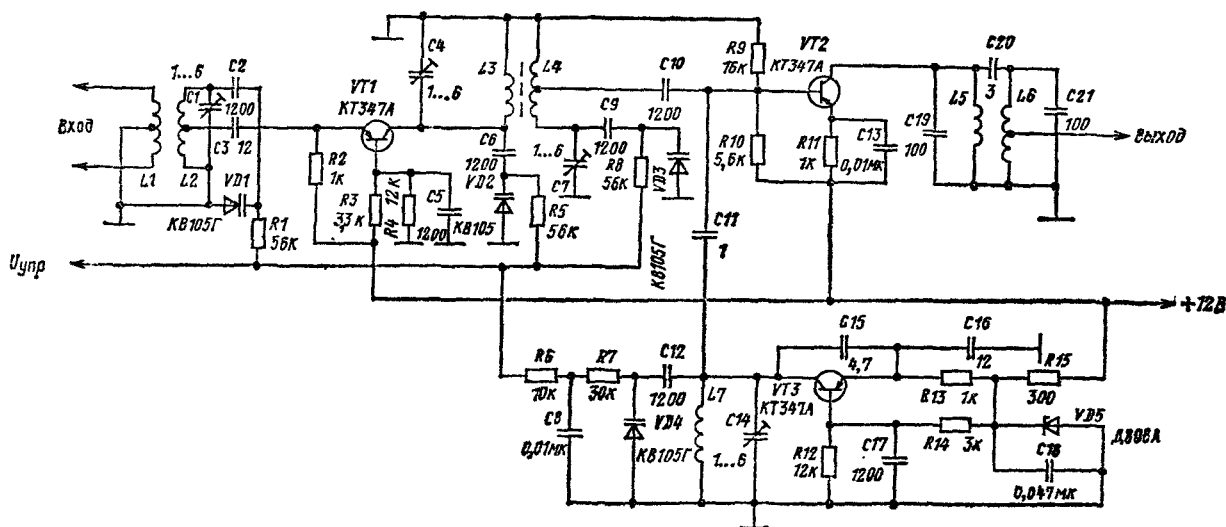 1...6
C2
C1
1200
Вход
C3 12
L1
L2
VD1
КВ105Г
R1
56к
Uупр
VT1
КТ347А
R2
1к
R3
3,3к
R4
12к
C5
1200
C4
1...6
L3
L4
C6
1200
VD2
КВ105
R5
56к
C9
1200
1...6
C7
R8
56к
VD3
КВ105Г
C10
1200
R9
16к
R10
5,6к
VT2
КТ347А
R11
1к
C13
0,01мк
C11
1
C19
100
L5
C20
3
L6
C21
100
Выход
+12В
R6
10к
C8
0,01мк
R7
30к
C12
1200
VD4
КВ105Г
L7
C14
1...6
C15
4,7
VT3
КТ347А
C16
12
R13
1к
R15
300
R12
12к
C17
1200
R14
3к
VD5
Д808А
C18
0,047мк